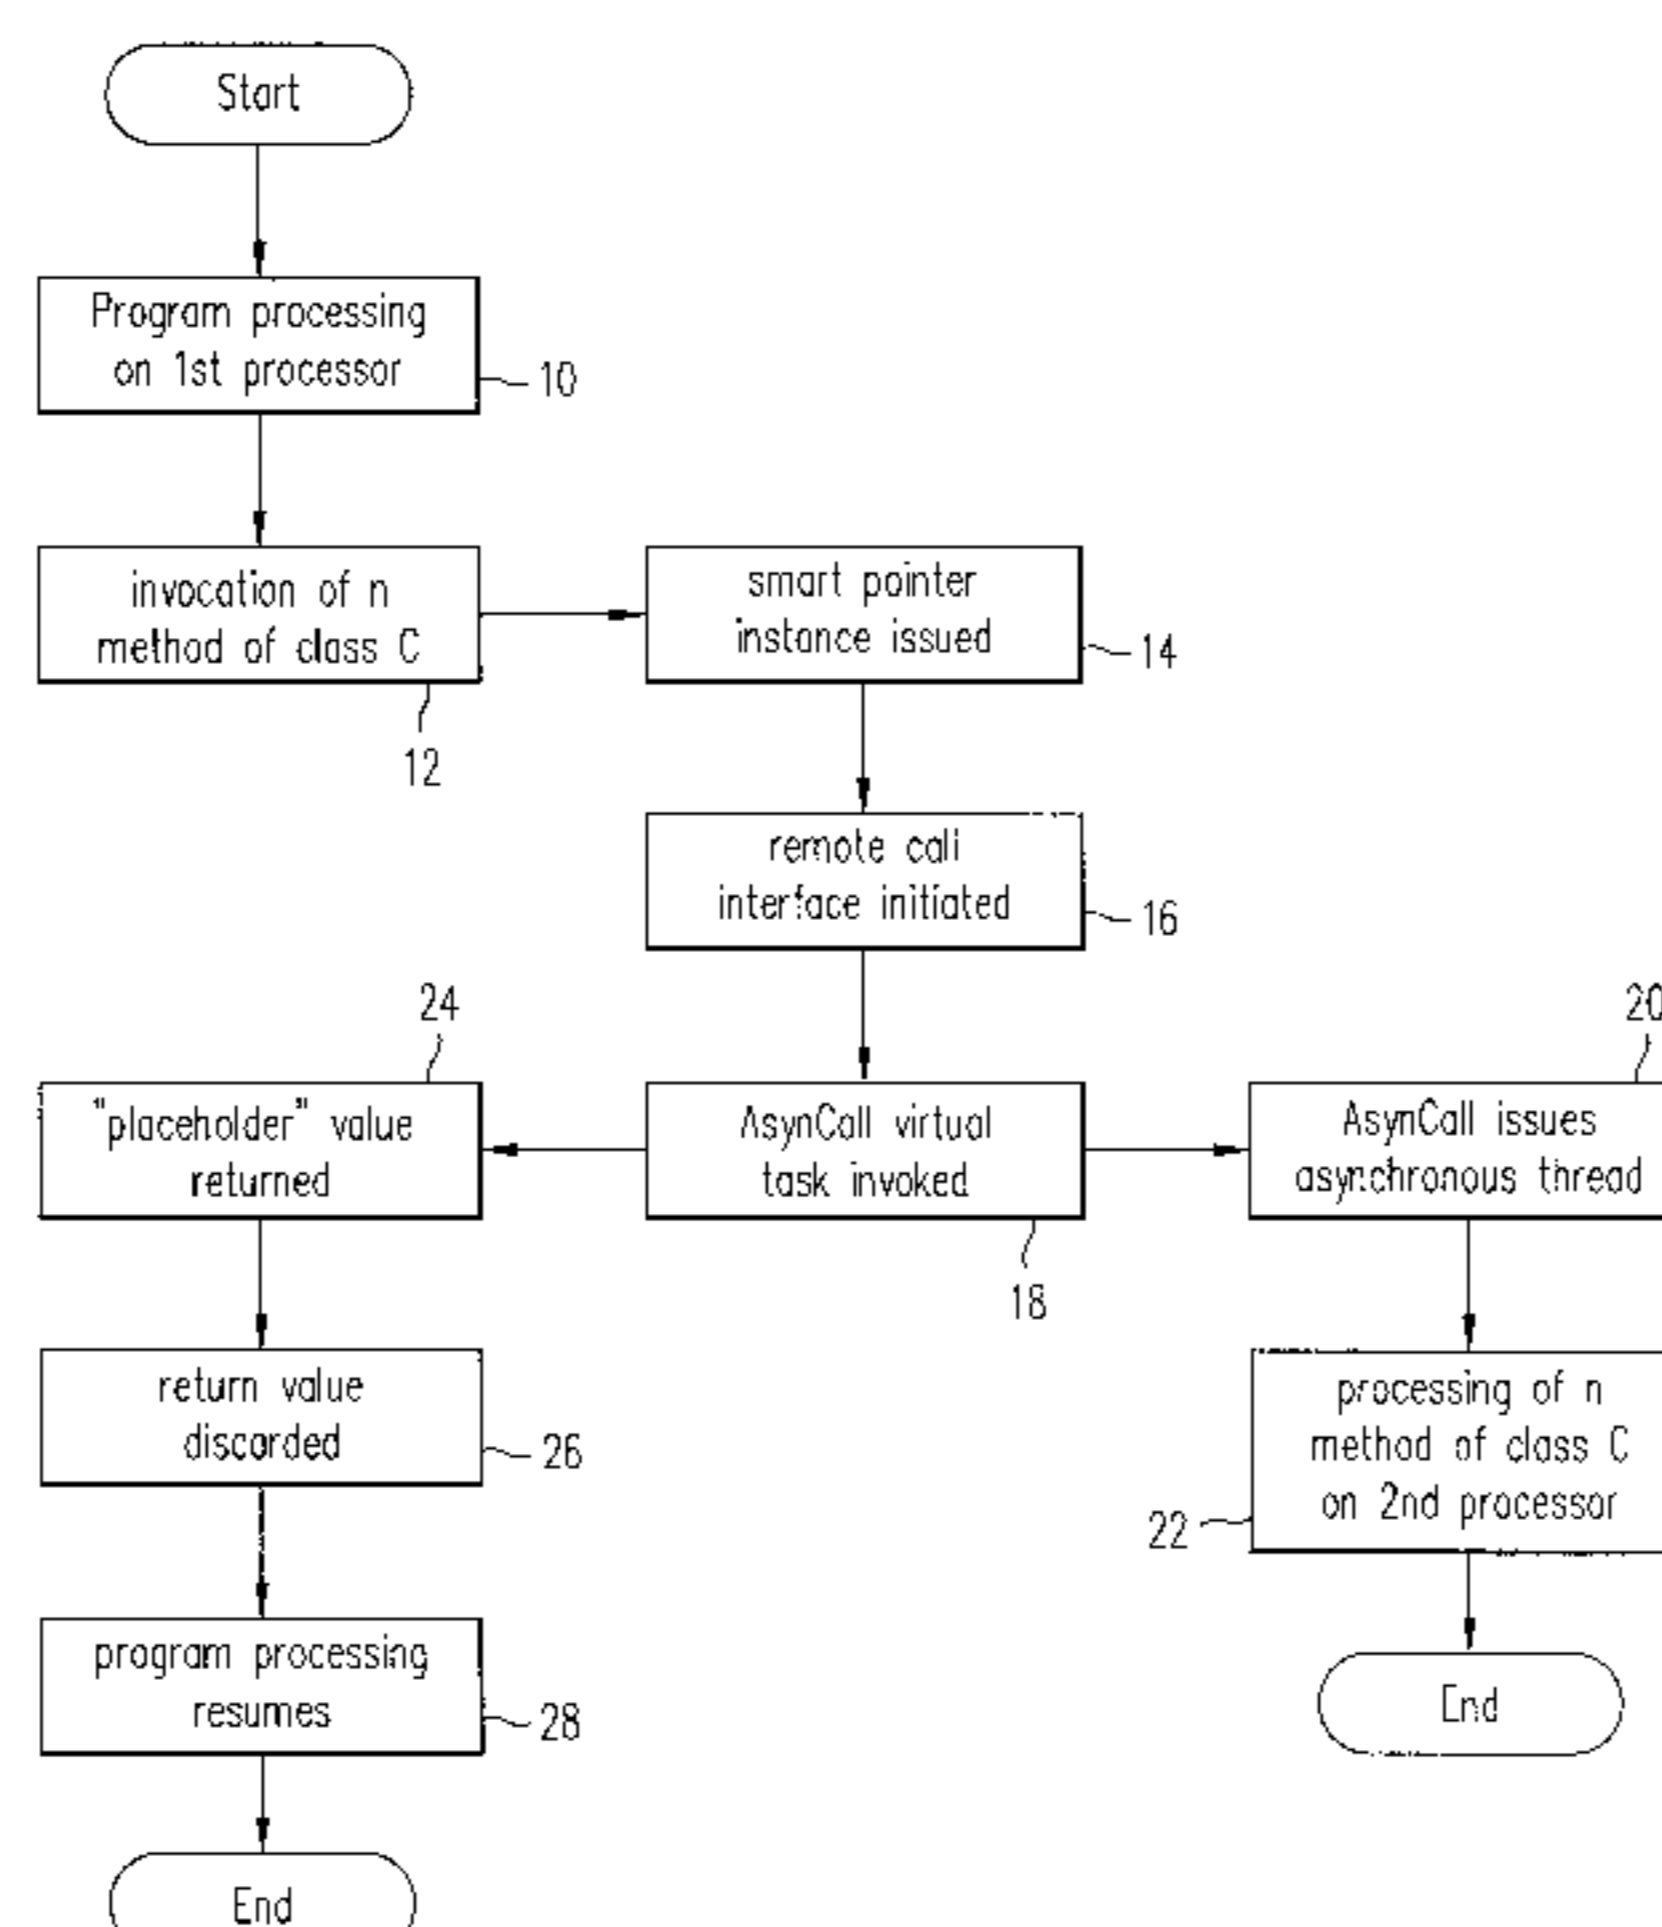 Start
Program processing
on 1st processor
10
invocation of n
method of class C
12
smart pointer
instance issued
14
remote call
interface initiated
16
24
"placeholder" value
returned
AsynCall virtual
task invoked
18
20
AsynCall issues
asynchronous thread
return value
discarded
26
processing of n
method of class C
on 2nd processor
22
program processing
resumes
28
End
End